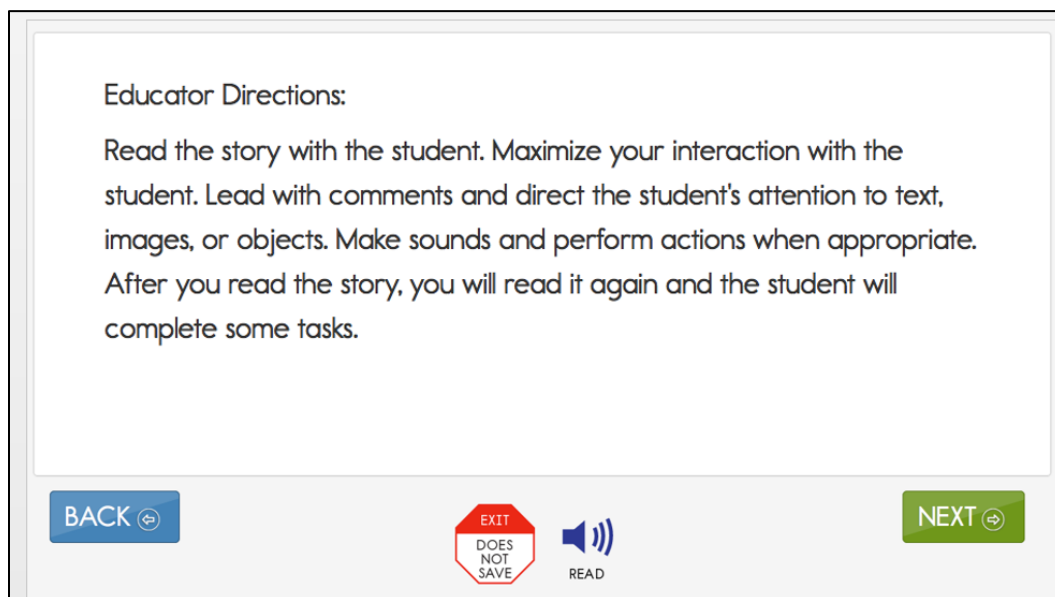 Educator Directions:
Read the story with the student. Maximize your interaction with the
student. Lead with comments and direct the student's attention to text,
images, or objects. Make sounds and perform actions when appropriate.
After you read the story, you will read it again and the student will
complete some tasks.
BACK
EXIT
DOES
NOT
SAVE
READ
NEXT